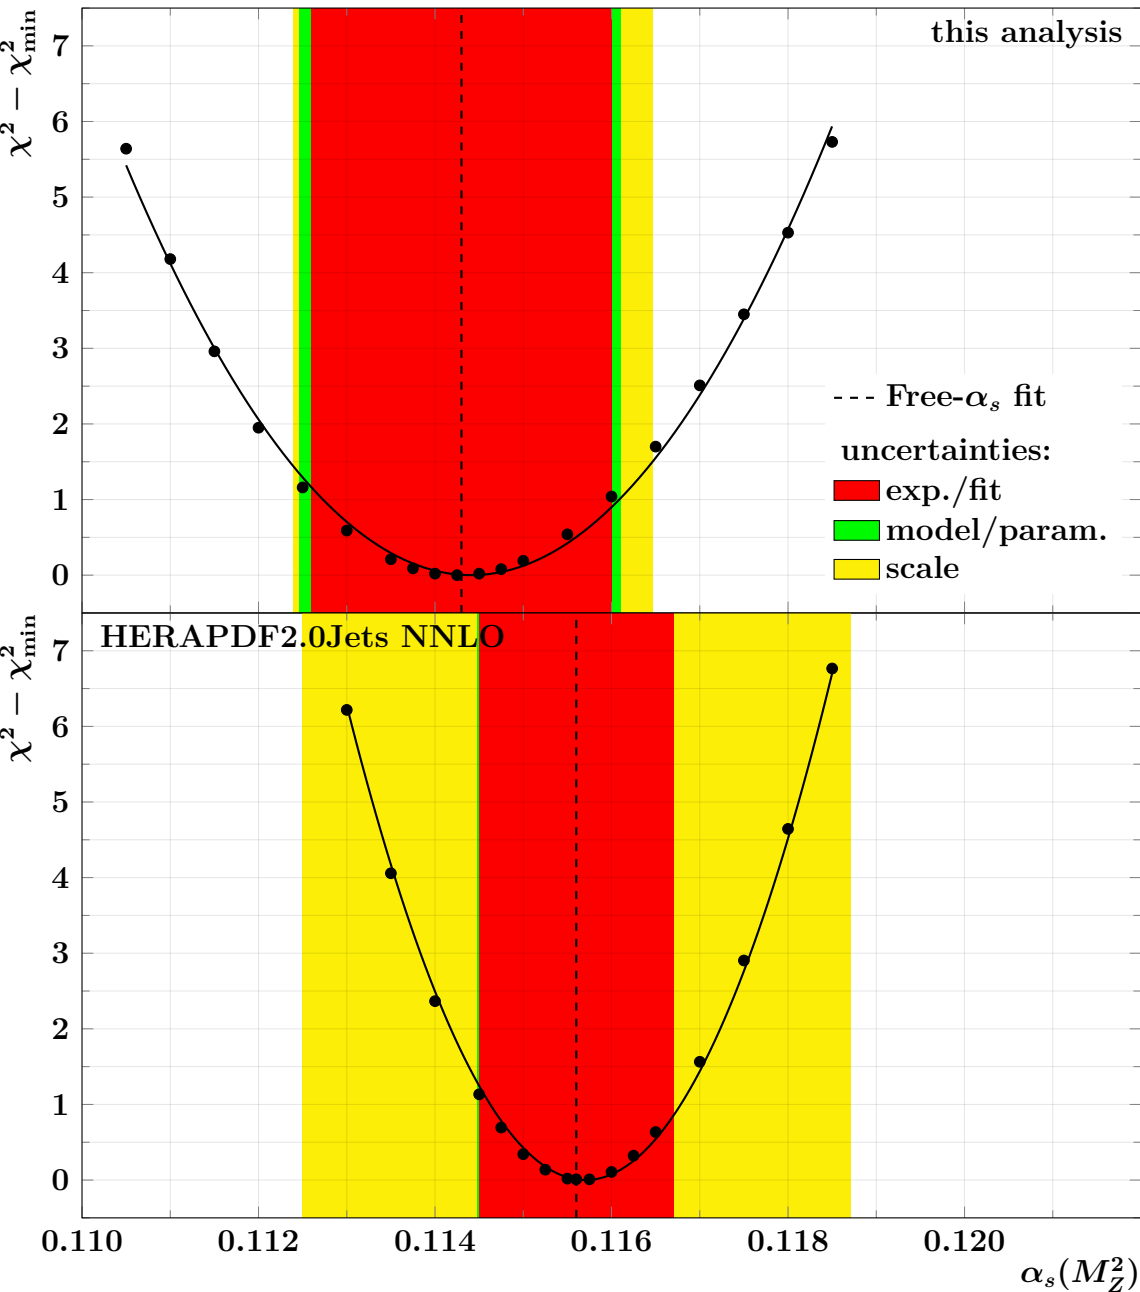 χ² − χ²min
7
6
5
4
3
2
1
0
this analysis
Free-αs fit
uncertainties:
exp./fit
model/param.
scale
χ² − χ²min
7
6
5
4
3
2
1
0
HERAPDF2.0Jets NNLO
0.110 0.112 0.114 0.116 0.118 0.120
αs(M²Z)